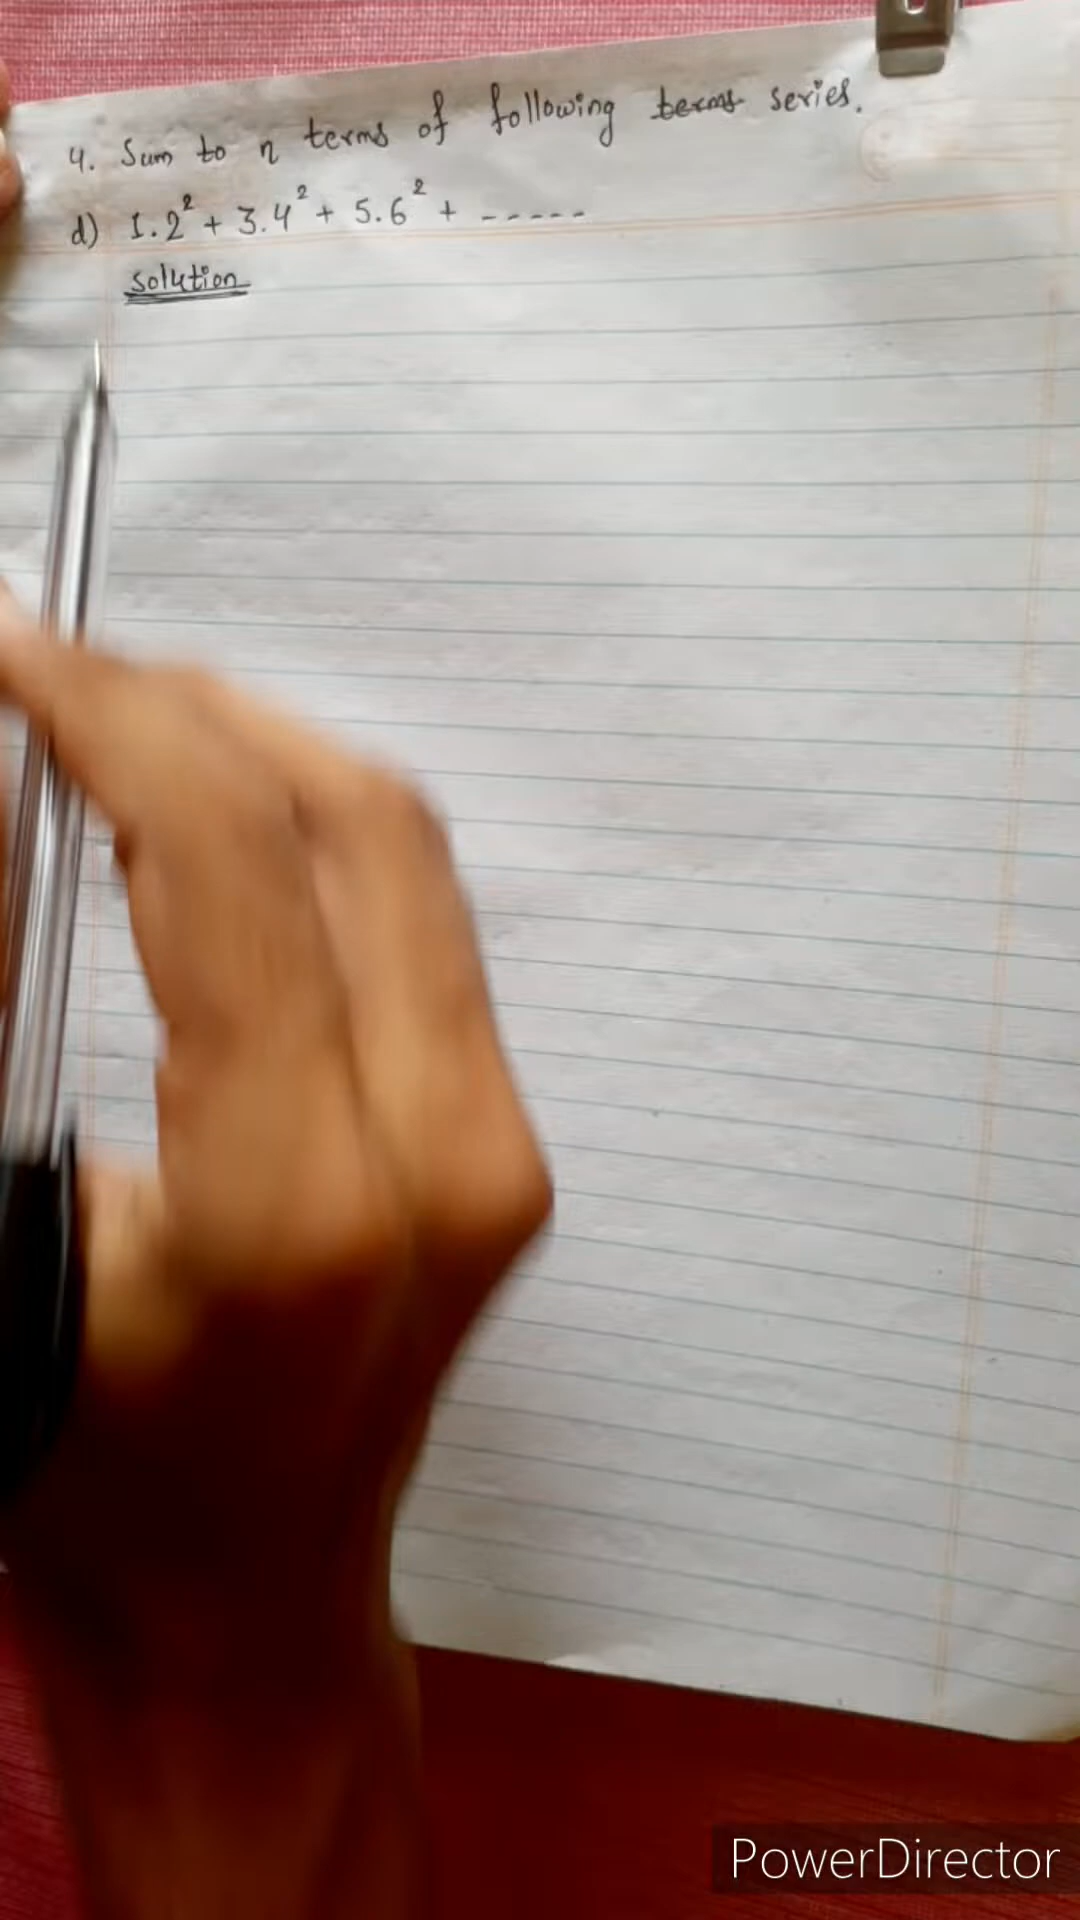 4. Sum to n terms of following terms series.
d) 1.2² + 3.4² + 5.6² + -----
solution
PowerDirector